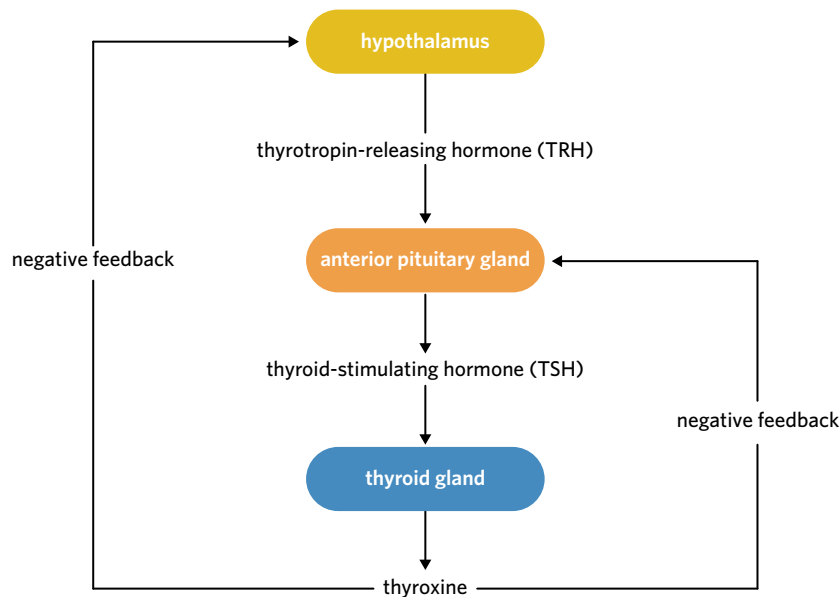 hypothalamus
thyrotropin-releasing hormone (TRH)
negative feedback
anterior pituitary gland
thyroid-stimulating hormone (TSH)
negative feedback
thyroid gland
thyroxine